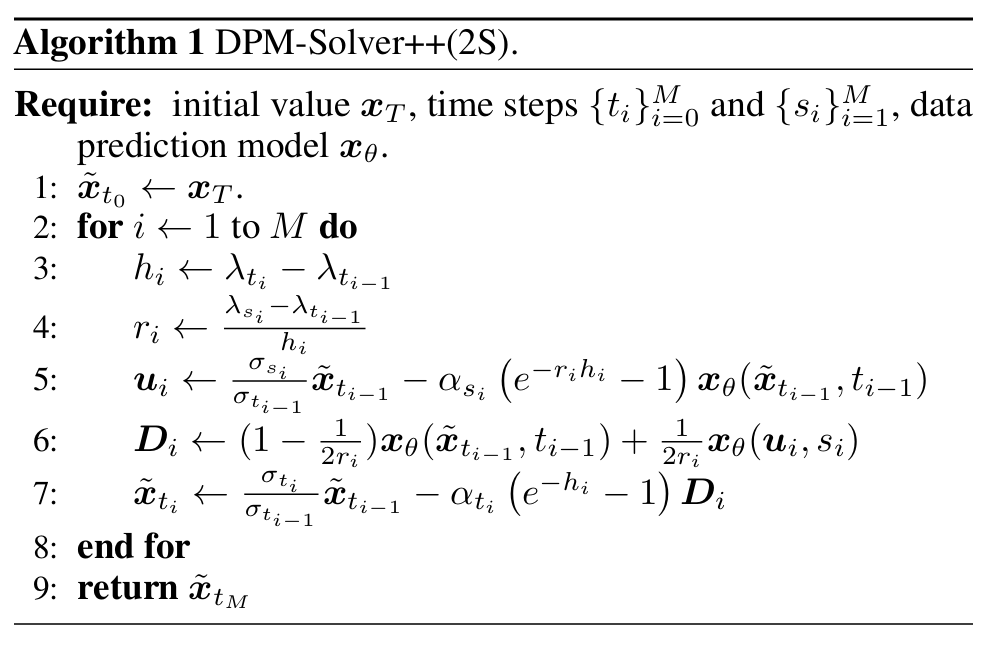 Algorithm 1 DPM-Solver++(2S).
Require: initial value $\boldsymbol{x}_T$, time steps $\{t_i\}_{i=0}^{M}$ and $\{s_i\}_{i=1}^{M}$, data
prediction model $\boldsymbol{x}_\theta$.
1: $\tilde{\boldsymbol{x}}_{t_0} \leftarrow \boldsymbol{x}_T$.
2: for $i \leftarrow 1$ to $M$ do
3: $h_i \leftarrow \lambda_{t_i} - \lambda_{t_{i-1}}$
4: $r_i \leftarrow \frac{\lambda_{s_i} - \lambda_{t_{i-1}}}{h_i}$
5: $\boldsymbol{u}_i \leftarrow \frac{\sigma_{s_i}}{\sigma_{t_{i-1}}} \tilde{\boldsymbol{x}}_{t_{i-1}} - \alpha_{s_i} \left( e^{-r_i h_i} - 1 \right) \boldsymbol{x}_\theta(\tilde{\boldsymbol{x}}_{t_{i-1}}, t_{i-1})$
6: $\boldsymbol{D}_i \leftarrow (1 - \frac{1}{2r_i}) \boldsymbol{x}_\theta(\tilde{\boldsymbol{x}}_{t_{i-1}}, t_{i-1}) + \frac{1}{2r_i} \boldsymbol{x}_\theta(\boldsymbol{u}_i, s_i)$
7: $\tilde{\boldsymbol{x}}_{t_i} \leftarrow \frac{\sigma_{t_i}}{\sigma_{t_{i-1}}} \tilde{\boldsymbol{x}}_{t_{i-1}} - \alpha_{t_i} \left( e^{-h_i} - 1 \right) \boldsymbol{D}_i$
8: end for
9: return $\tilde{\boldsymbol{x}}_{t_M}$